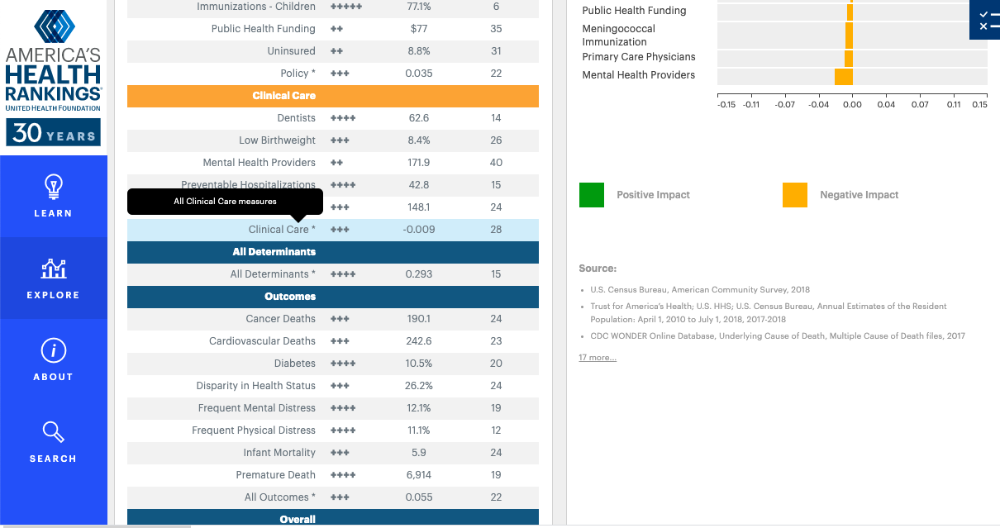 AMERICA'S
HEALTH
RANKINGS®
UNITED HEALTH FOUNDATION
30 YEARS
LEARN
EXPLORE
i
ABOUT
SEARCH
Immunizations - Children +++++ 77.1% 6
Public Health Funding ++ $77 35
Uninsured ++ 8.8% 31
Policy * +++ 0.035 22
Clinical Care
Dentists ++++ 62.6 14
Low Birthweight +++ 8.4% 26
Mental Health Providers ++ 171.9 40
Preventable Hospitalizations ++++ 42.8 15
All Clinical Care measures
+++ 148.1 24
Clinical Care * +++ -0.009 28
All Determinants
All Determinants * ++++ 0.293 15
Outcomes
Cancer Deaths +++ 190.1 24
Cardiovascular Deaths +++ 242.6 23
Diabetes ++++ 10.5% 20
Disparity in Health Status +++ 26.2% 24
Frequent Mental Distress ++++ 12.1% 19
Frequent Physical Distress ++++ 11.1% 12
Infant Mortality +++ 5.9 24
Premature Death ++++ 6,914 19
All Outcomes * +++ 0.055 22
Overall
Public Health Funding
Meningococcal
Immunization
Primary Care Physicians
Mental Health Providers
-0.15 -0.11 -0.07 -0.04 0.00 0.04 0.07 0.11 0.15
Positive Impact
Negative Impact
Source:
• U.S. Census Bureau, American Community Survey, 2018
• Trust for America's Health; U.S. HHS; U.S. Census Bureau, Annual Estimates of the Resident
Population: April 1, 2010 to July 1, 2018, 2017-2018
• CDC WONDER Online Database, Underlying Cause of Death, Multiple Cause of Death files, 2017
17 more...